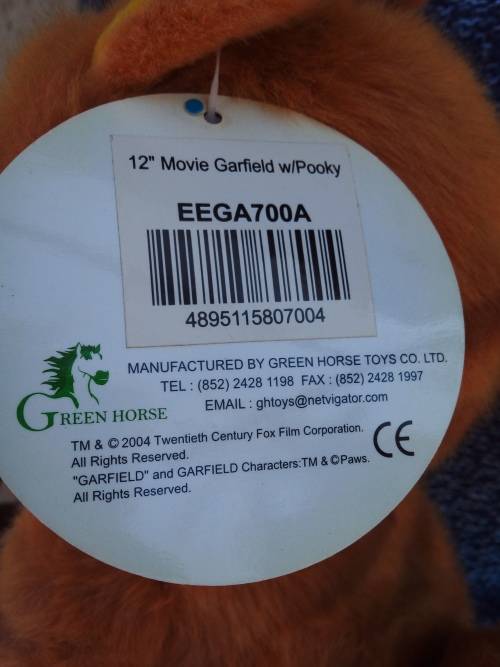 12" Movie Garfield w/Pooky
EEGA700A
4895115807004
MANUFACTURED BY GREEN HORSE TOYS CO. LTD.
TEL : (852) 2428 1198 FAX : (852) 2428 1997
EMAIL : ghtoys@netvigator.com
GREEN HORSE
TM & © 2004 Twentieth Century Fox Film Corporation.
All Rights Reserved.
"GARFIELD" and GARFIELD Characters:TM & ©Paws.
All Rights Reserved.
CE